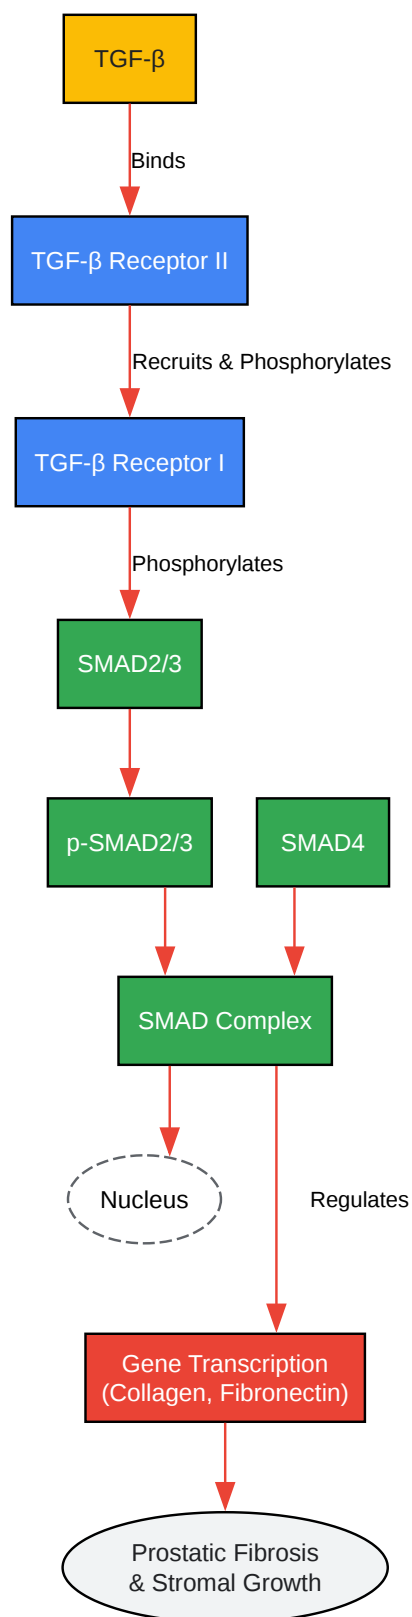 TGF-β
Binds
TGF-β Receptor II
Recruits & Phosphorylates
TGF-β Receptor I
Phosphorylates
SMAD2/3
p-SMAD2/3
SMAD4
SMAD Complex
Nucleus
Regulates
Gene Transcription
(Collagen, Fibronectin)
Prostatic Fibrosis
& Stromal Growth